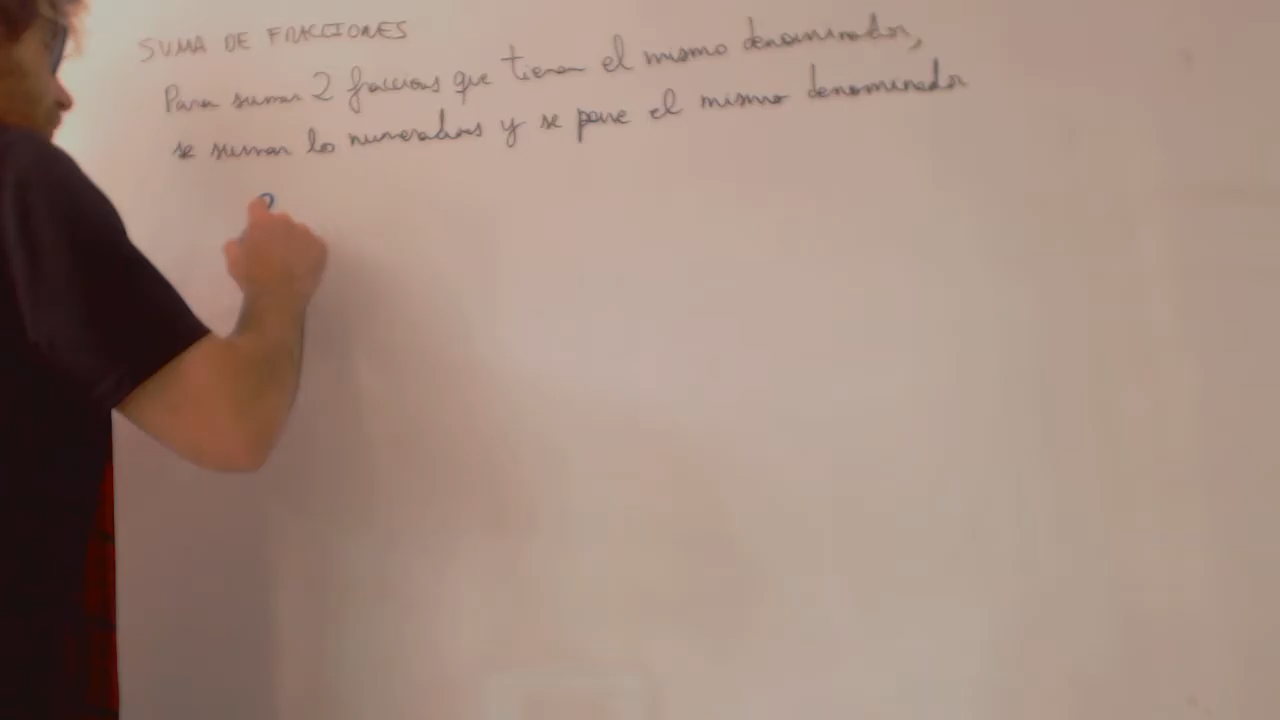 SUMA DE FRACCIONES
Para sumar 2 fracciones que tienen el mismo denominador,
se suman los numeradores y se pone el mismo denominador
2